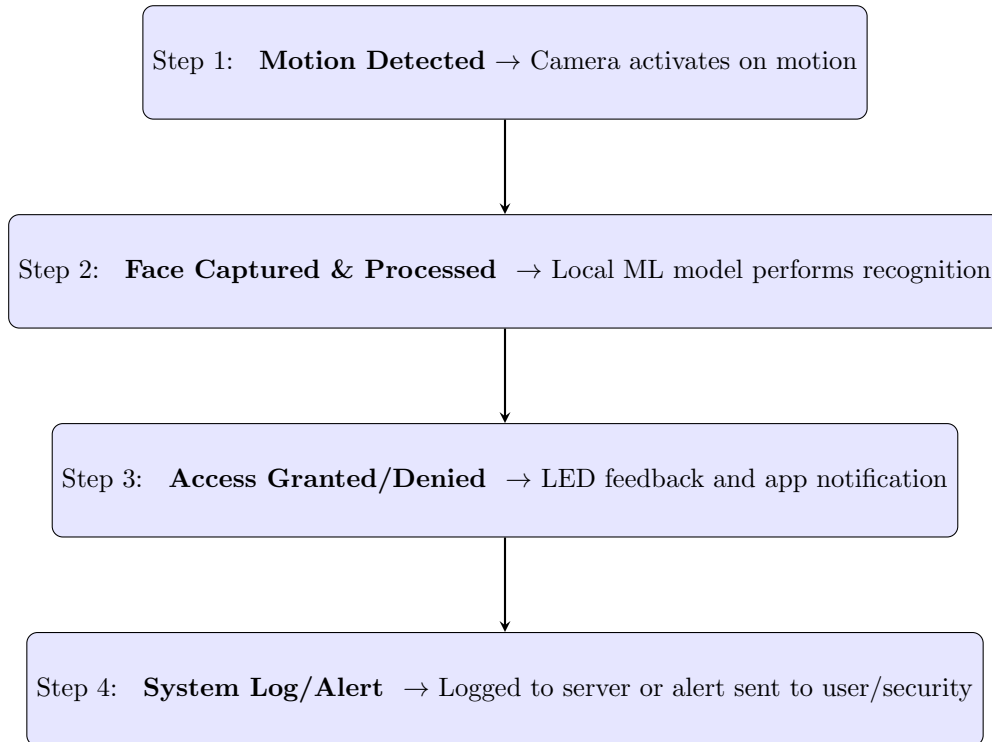 Step 1: Motion Detected → Camera activates on motion
Step 2: Face Captured & Processed → Local ML model performs recognition
Step 3: Access Granted/Denied → LED feedback and app notification
Step 4: System Log/Alert → Logged to server or alert sent to user/security